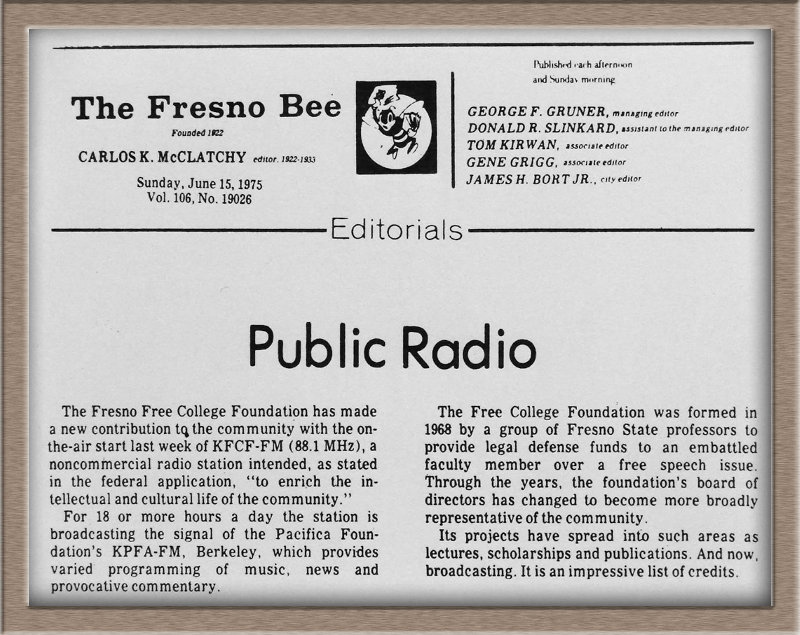 Published each afternoon
and Sunday morning
The Fresno Bee
Founded 1922
CARLOS K. McCLATCHY editor, 1922-1933
Sunday, June 15, 1975
Vol. 106, No. 19026
GEORGE F. GRUNER, managing editor
DONALD R. SLINKARD, assistant to the managing editor
TOM KIRWAN, associate editor
GENE GRIGG, associate editor
JAMES H. BORT JR., city editor
Editorials
Public Radio
The Fresno Free College Foundation has made
a new contribution to the community with the on-
the-air start last week of KFCF-FM (88.1 MHz), a
noncommercial radio station intended, as stated
in the federal application, "to enrich the in-
tellectual and cultural life of the community."
For 18 or more hours a day the station is
broadcasting the signal of the Pacifica Foun-
dation's KPFA-FM, Berkeley, which provides
varied programming of music, news and
provocative commentary.
The Free College Foundation was formed in
1968 by a group of Fresno State professors to
provide legal defense funds to an embattled
faculty member over a free speech issue.
Through the years, the foundation's board of
directors has changed to become more broadly
representative of the community.
Its projects have spread into such areas as
lectures, scholarships and publications. And now,
broadcasting. It is an impressive list of credits.